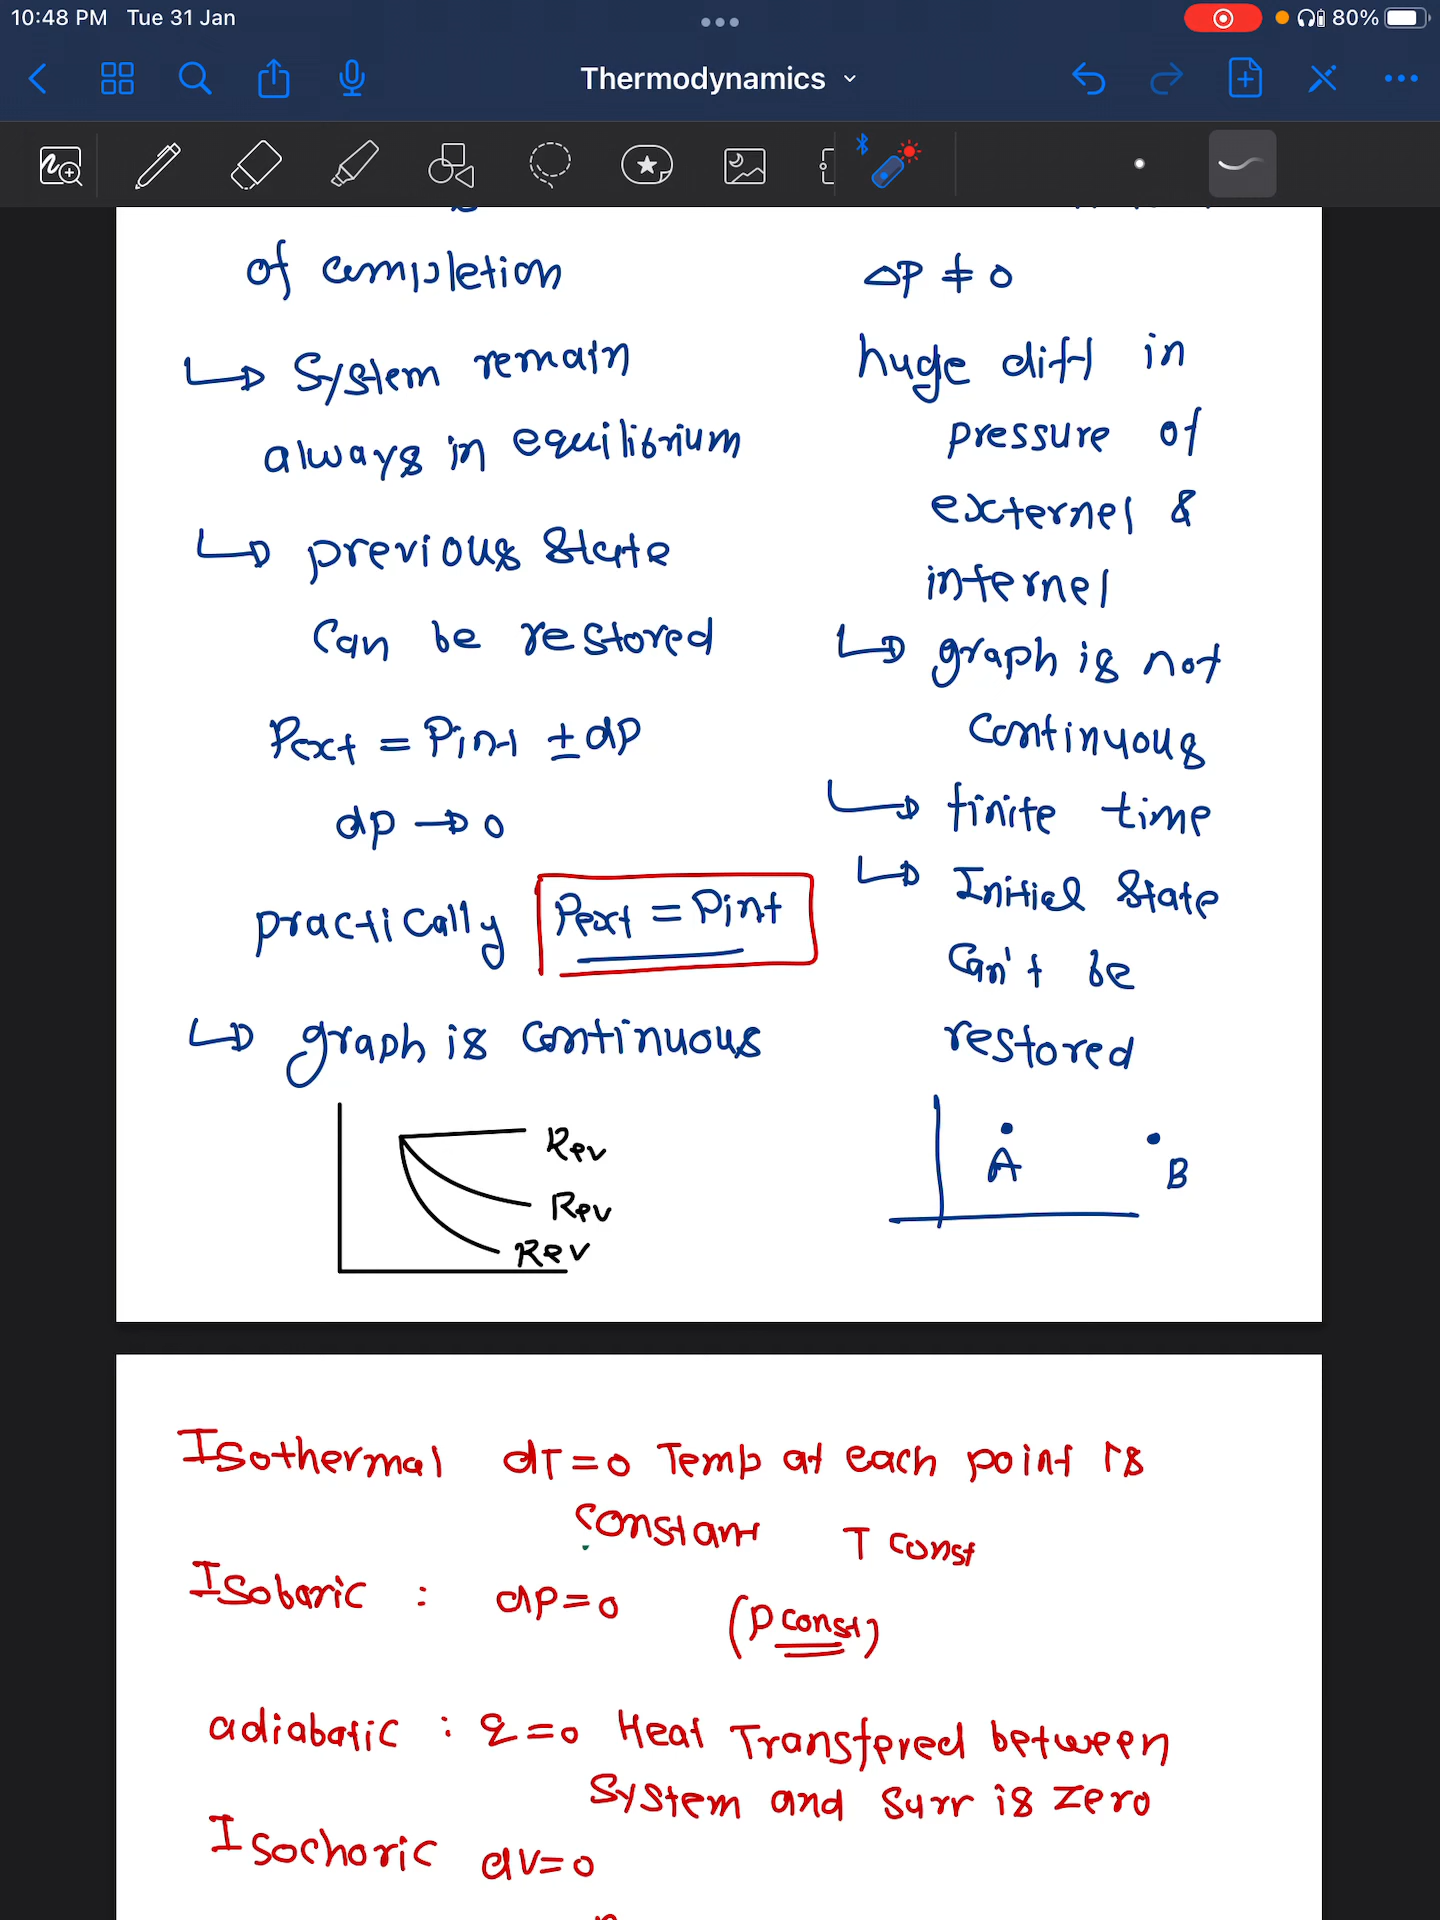 10:48 PM Tue 31 Jan
80%
Thermodynamics
of completion
↳ System remain
always in equilibrium
↳ previous state
Can be restored
Pext = Pint ± dp
dp → 0
practically Pext = Pint
↳ graph is continuous
Rev
Rev
Rev
ΔP ≠ 0
huge diff in
pressure of
externel &
internel
↳ graph is not
continuous
↳ finite time
↳ Initial state
Can't be
restored
A
B
Isothermal dT = 0 Temp at each point is
constant T const
Isobaric : dP = 0 (P const)
adiabatic : q = 0 Heat Transfered between
System and Surr is zero
Isochoric dV = 0